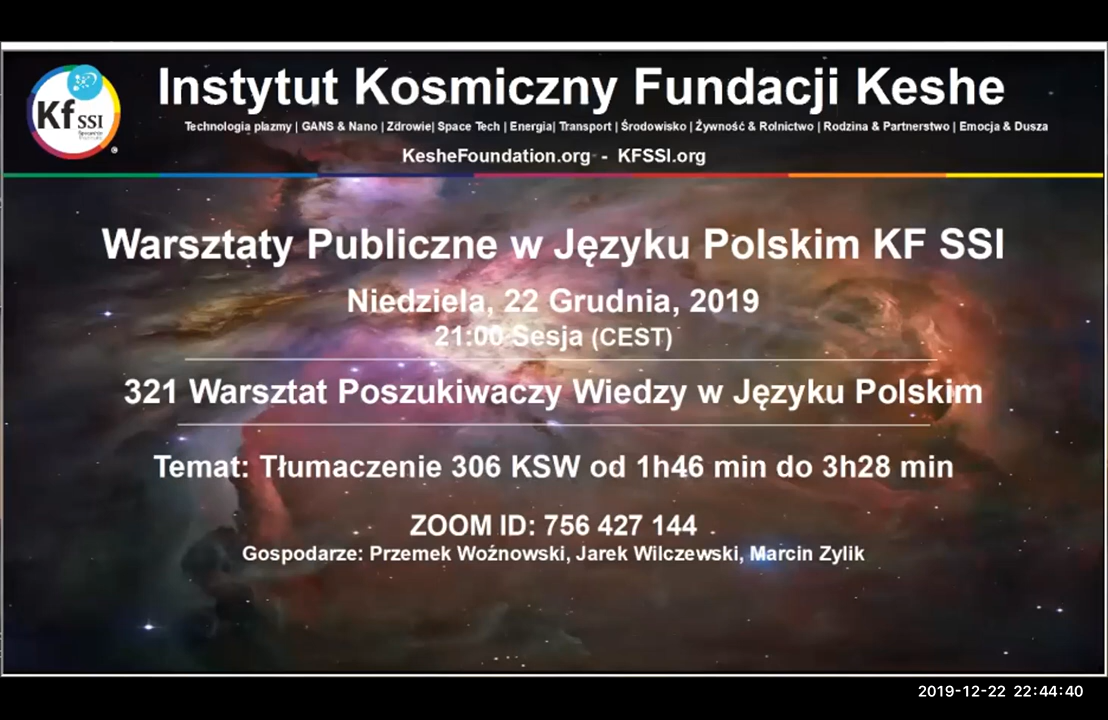 Kf SSI
Instytut Kosmiczny Fundacji Keshe
Technologia plazmy | GANS & Nano | Zdrowie| Space Tech | Energia| Transport | Środowisko | Żywność & Rolnictwo | Rodzina & Partnerstwo | Emocja & Dusza
KesheFoundation.org - KFSSI.org
Warsztaty Publiczne w Języku Polskim KF SSI
Niedziela, 22 Grudnia, 2019
21:00 Sesja (CEST)
321 Warsztat Poszukiwaczy Wiedzy w Języku Polskim
Temat: Tłumaczenie 306 KSW od 1h46 min do 3h28 min
ZOOM ID: 756 427 144
Gospodarze: Przemek Woźnowski, Jarek Wilczewski, Marcin Zylik
2019-12-22 22:44:40